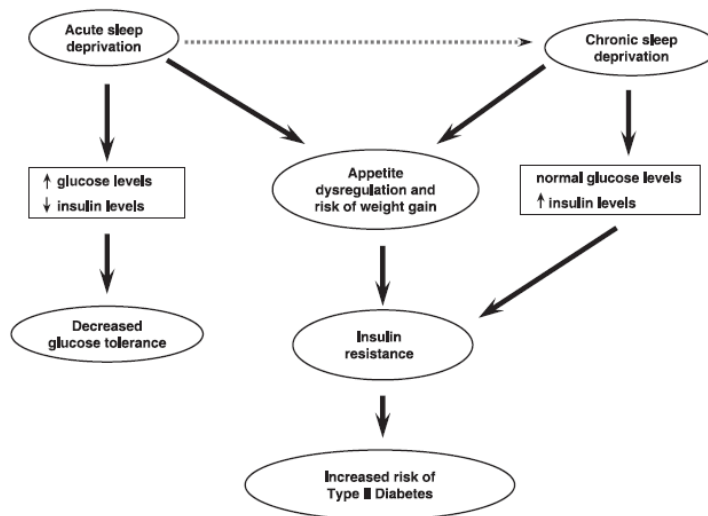 Acute sleep
deprivation
Chronic sleep
deprivation
↑ glucose levels
↓ insulin levels
Appetite
dysregulation and
risk of weight gain
normal glucose levels
↑ insulin levels
Decreased
glucose tolerance
Insulin
resistance
Increased risk of
Type II Diabetes